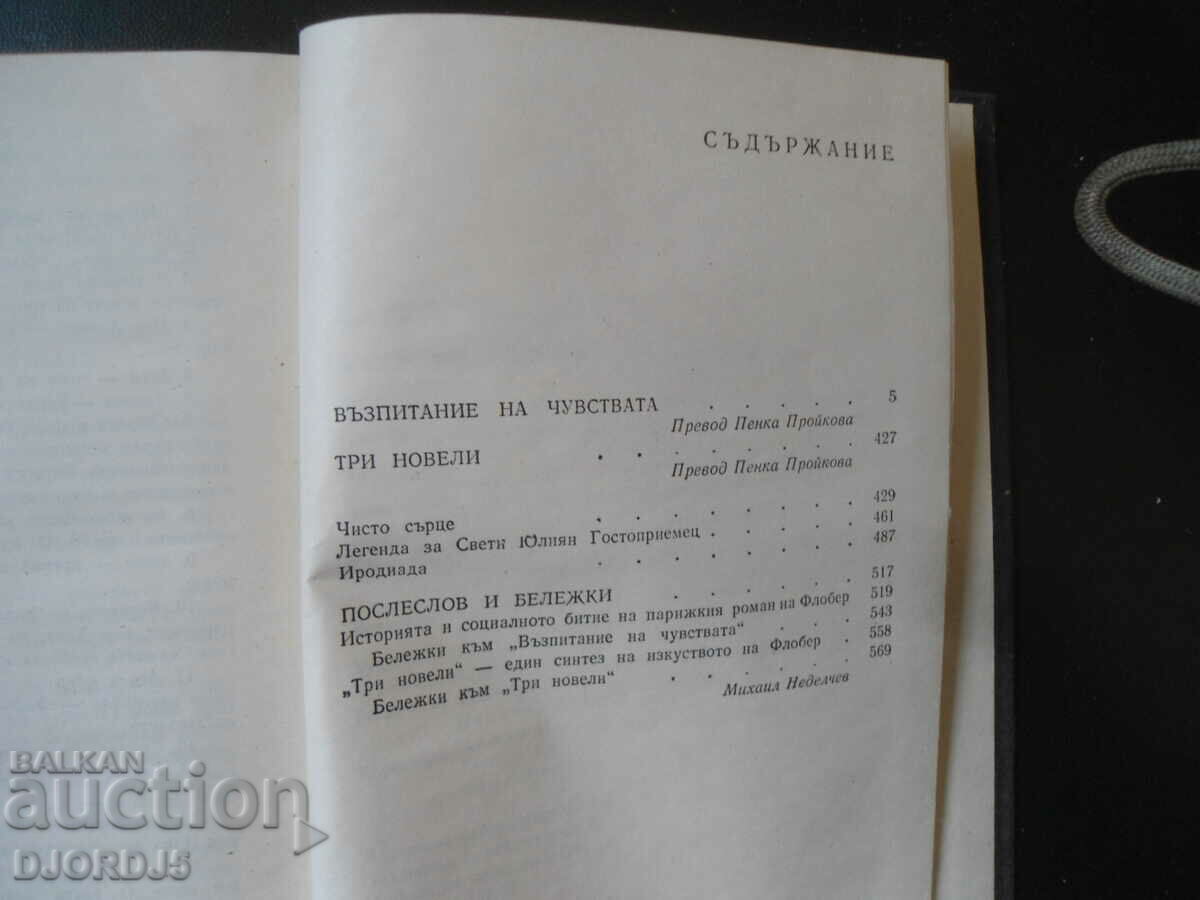 СЪДЪРЖАНИЕ
ВЪЗПИТАНИЕ НА ЧУВСТВАТА . . . . . 5
Превод Пенка Пройкова
ТРИ НОВЕЛИ . . . . . . . 427
Превод Пенка Пройкова
Чисто сърце . . . . . . . . 429
Легенда за Свети Юлиян Гостоприемец . . . . 461
Иродиада . . . . . . . . 487
ПОСЛЕСЛОВ И БЕЛЕЖКИ . . . . . . 517
Историята и социалното битие на парижкия роман на Флобер 519
Бележки към „Възпитание на чувствата“ . . . . 543
„Три новели“ — един синтез на изкуството на Флобер . 558
Бележки към „Три новели“ . . . . . . . 569
Михаил Неделчев
BALKAN
auction
DJORDJ5